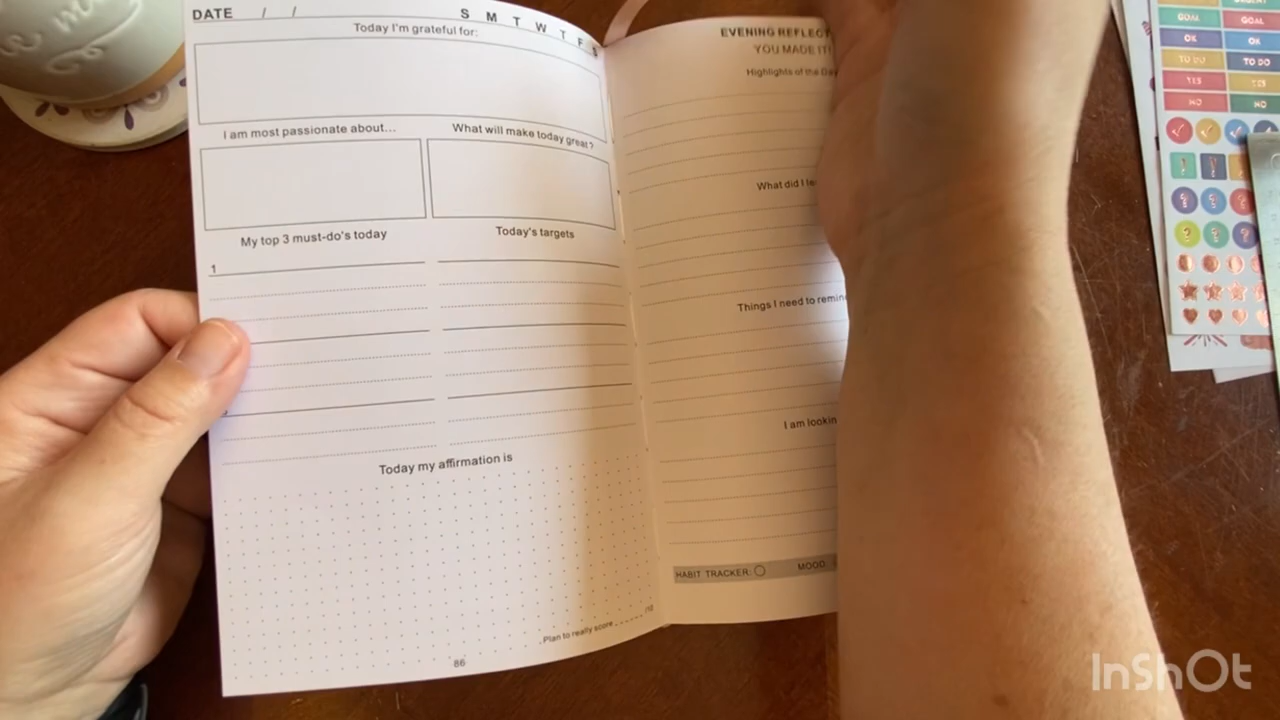 DATE / / S M T W T F S
Today I'm grateful for:
I am most passionate about... What will make today great?
My top 3 must-do's today Today's targets
1
Today my affirmation is
Plan to really score /10
86
EVENING REFLECT
YOU MADE IT!
Highlights of the Day
What did I le
Things I need to remin
I am lookin
HABIT TRACKER: MOOD:
URGENT
GOAL GOAL
OK OK
TO DO TO DO
YES YES
NO NO
InShOt